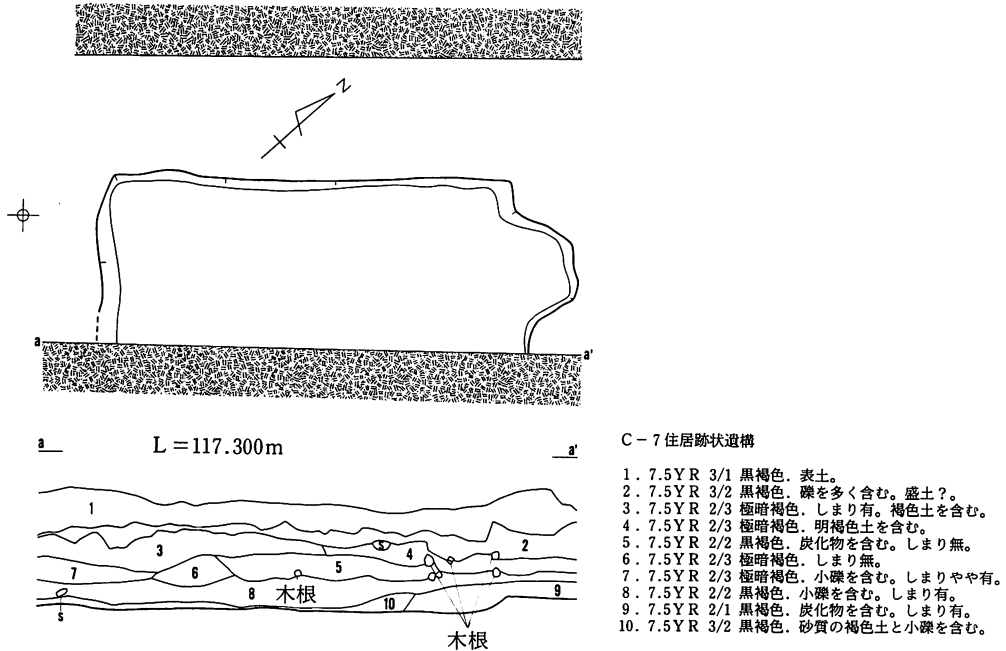 N
a
a'
a
L=117.300m
a'
1
2
3
S
4
5
6
7
8
木根
9
10
S
木根
C-7住居跡状遺構
1. 7.5YR 3/1 黒褐色．表土。
2. 7.5YR 3/2 黒褐色．礫を多く含む。盛土？。
3. 7.5YR 2/3 極暗褐色．しまり有。褐色土を含む。
4. 7.5YR 2/3 極暗褐色．明褐色土を含む。
5. 7.5YR 2/2 黒褐色．炭化物を含む。しまり無。
6. 7.5YR 2/3 極暗褐色．しまり無。
7. 7.5YR 2/3 極暗褐色．小礫を含む。しまりやや有。
8. 7.5YR 2/2 黒褐色．小礫を含む。しまり有。
9. 7.5YR 2/1 黒褐色．炭化物を含む。しまり有。
10. 7.5YR 3/2 黒褐色．砂質の褐色土と小礫を含む。